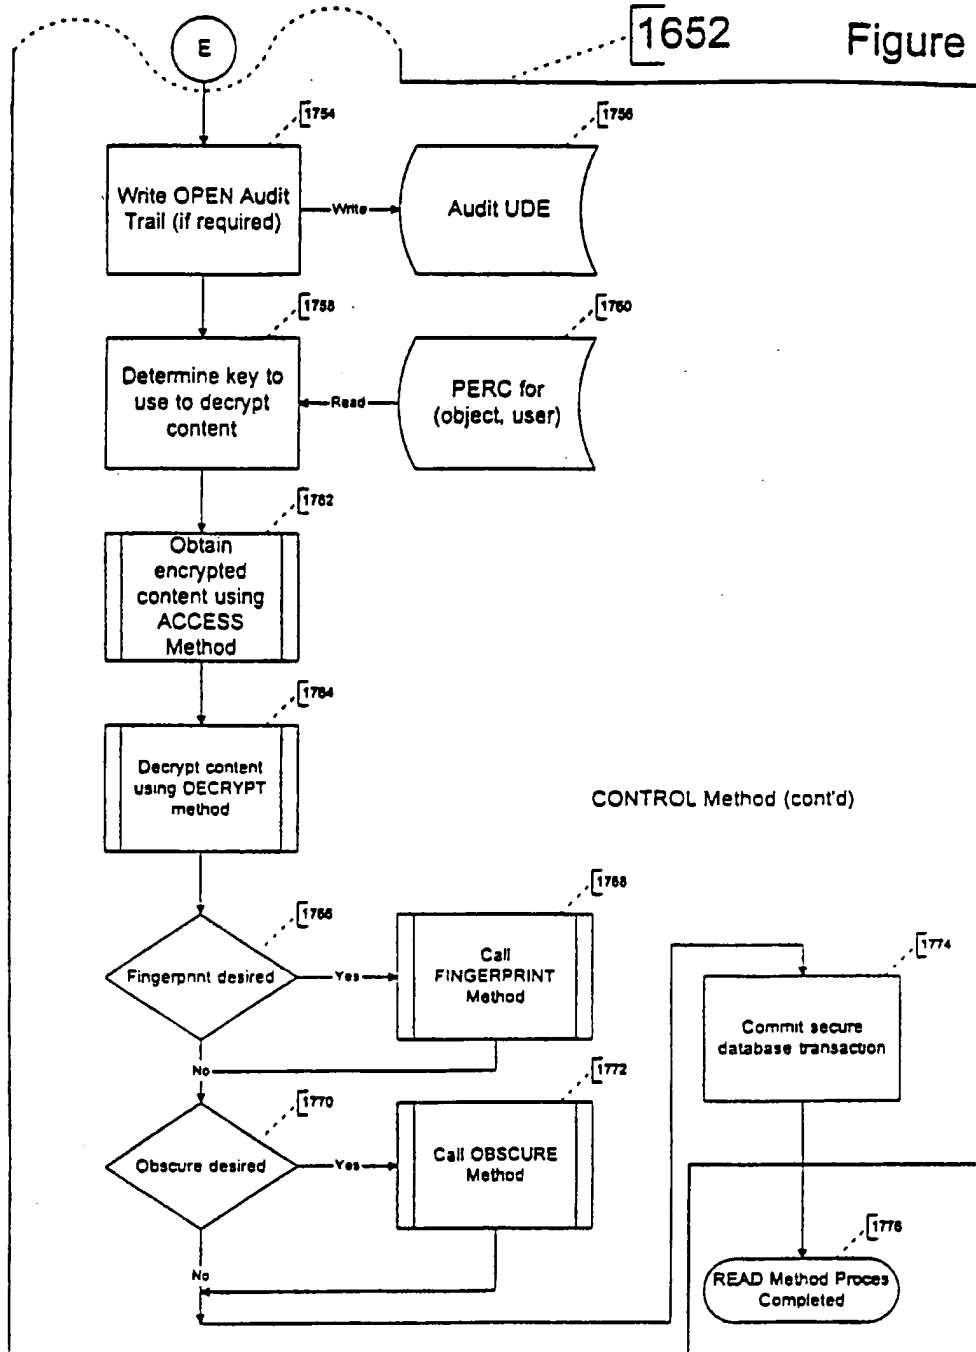 1652
Figure
E
1754
1756
Write OPEN Audit
Trail (if required)
Write
Audit UDE
1758
1760
Determine key to
use to decrypt
content
Read
PERC for
(object, user)
1762
Obtain
encrypted
content using
ACCESS
Method
1764
Decrypt content
using DECRYPT
method
CONTROL Method (cont'd)
1766
1768
Fingerprint desired
Yes
Call
FINGERPRINT
Method
No
1774
Commit secure
database transaction
1770
1772
Obscure desired
Yes
Call OBSCURE
Method
No
1776
READ Method Proces
Completed